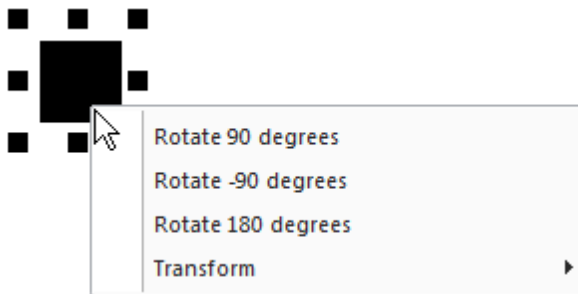 Rotate 90 degrees
Rotate -90 degrees
Rotate 180 degrees
Transform